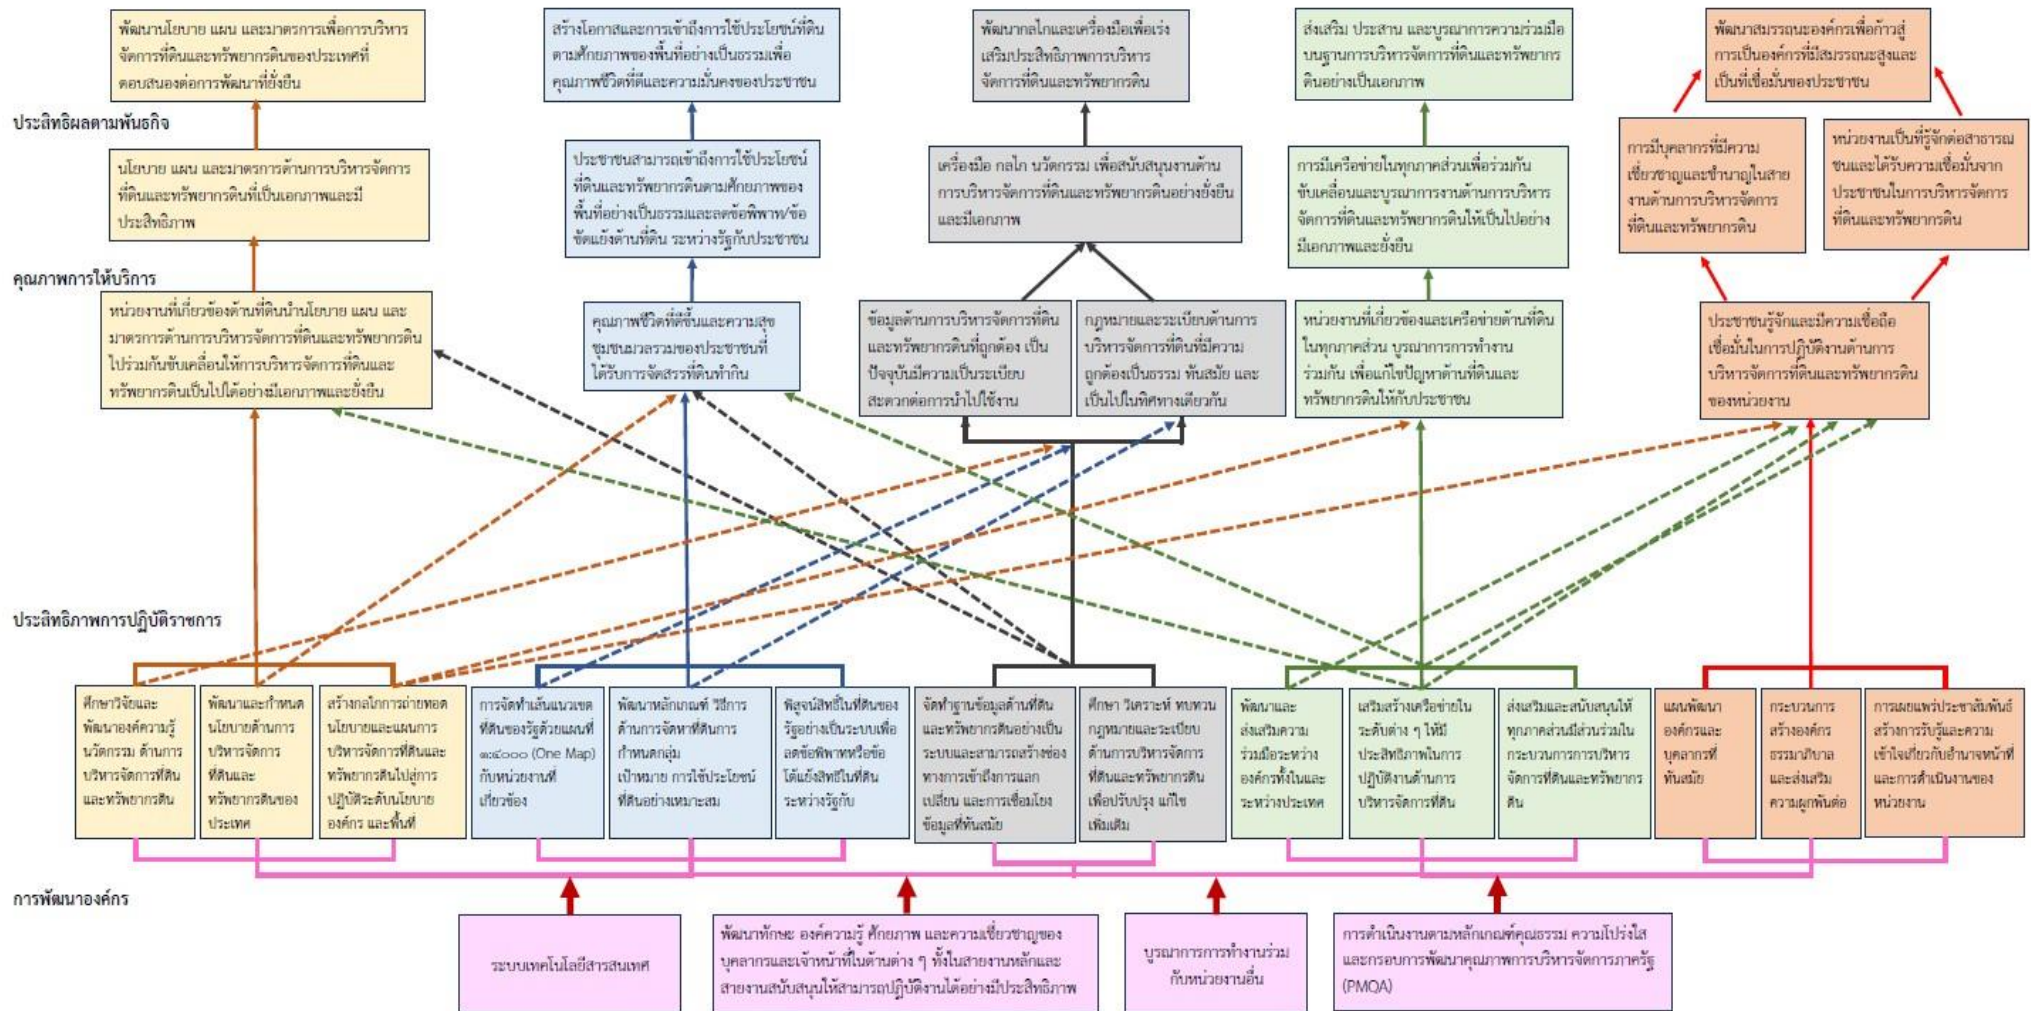 พัฒนานโยบาย แผน และมาตรการเพื่อการบริหาร
จัดการที่ดินและทรัพยากรดินของประเทศที่
ตอบสนองต่อการพัฒนาที่ยั่งยืน
สร้างโอกาสและการเข้าถึงการใช้ประโยชน์ที่ดิน
ตามศักยภาพของพื้นที่อย่างเป็นธรรมเพื่อ
คุณภาพชีวิตที่ดีและความมั่นคงของประชาชน
พัฒนากลไกและเครื่องมือเพื่อเร่ง
เสริมประสิทธิภาพการบริหาร
จัดการที่ดินและทรัพยากรดิน
ส่งเสริม ประสาน และบูรณาการความร่วมมือ
บนฐานการบริหารจัดการที่ดินและทรัพยากร
ดินอย่างเป็นเอกภาพ
พัฒนาสมรรถนะองค์กรเพื่อก้าวสู่
การเป็นองค์กรที่มีสมรรถนะสูงและ
เป็นที่เชื่อมั่นของประชาชน
ประสิทธิผลตามพันธกิจ
นโยบาย แผน และมาตรการด้านการบริหารจัดการ
ที่ดินและทรัพยากรดินที่เป็นเอกภาพและมี
ประสิทธิภาพ
ประชาชนสามารถเข้าถึงการใช้ประโยชน์
ที่ดินและทรัพยากรดินตามศักยภาพของ
พื้นที่อย่างเป็นธรรมและลดข้อพิพาท/ข้อ
ขัดแย้งด้านที่ดิน ระหว่างรัฐกับประชาชน
เครื่องมือ กลไก นวัตกรรม เพื่อสนับสนุนงานด้าน
การบริหารจัดการที่ดินและทรัพยากรดินอย่างยั่งยืน
และมีเอกภาพ
การมีเครือข่ายในทุกภาคส่วนเพื่อร่วมกัน
ขับเคลื่อนและบูรณาการงานด้านการบริหาร
จัดการที่ดินและทรัพยากรดินให้เป็นไปอย่าง
มีเอกภาพและยั่งยืน
การมีบุคลากรที่มีความ
เชี่ยวชาญและชำนาญในสาย
งานด้านการบริหารจัดการ
ที่ดินและทรัพยากรดิน
หน่วยงานเป็นที่รู้จักต่อสาธารณ
ชนและได้รับความเชื่อมั่นจาก
ประชาชนในการบริหารจัดการ
ที่ดินและทรัพยากรดิน
คุณภาพการให้บริการ
หน่วยงานที่เกี่ยวข้องด้านที่ดินนำนโยบาย แผน และ
มาตรการด้านการบริหารจัดการที่ดินและทรัพยากรดิน
ไปร่วมกันขับเคลื่อนให้การบริหารจัดการที่ดินและ
ทรัพยากรดินเป็นไปได้อย่างมีเอกภาพและยั่งยืน
คุณภาพชีวิตที่ดีขึ้นและความสุข
ชุมชนมวลรวมของประชาชนที่
ได้รับการจัดสรรที่ดินทำกิน
ข้อมูลด้านการบริหารจัดการที่ดิน
และทรัพยากรดินที่ถูกต้อง เป็น
ปัจจุบันมีความเป็นระเบียบ
สะดวกต่อการนำไปใช้งาน
กฎหมายและระเบียบด้านการ
บริหารจัดการที่ดินที่มีความ
ถูกต้องเป็นธรรม ทันสมัย และ
เป็นไปในทิศทางเดียวกัน
หน่วยงานที่เกี่ยวข้องและเครือข่ายด้านที่ดิน
ในทุกภาคส่วน บูรณาการการทำงาน
ร่วมกัน เพื่อแก้ไขปัญหาด้านที่ดินและ
ทรัพยากรดินให้กับประชาชน
ประชาชนรู้จักและมีความเชื่อถือ
เชื่อมั่นในการปฏิบัติงานด้านการ
บริหารจัดการที่ดินและทรัพยากรดิน
ของหน่วยงาน
ประสิทธิภาพการปฏิบัติราชการ
ศึกษาวิจัยและ
พัฒนาองค์ความรู้
นวัตกรรม ด้านการ
บริหารจัดการที่ดิน
และทรัพยากรดิน
พัฒนาและกำหนด
นโยบายด้านการ
บริหารจัดการ
ที่ดินและ
ทรัพยากรดินของ
ประเทศ
สร้างกลไกการถ่ายทอด
นโยบายและแผนการ
บริหารจัดการที่ดินและ
ทรัพยากรดินไปสู่การ
ปฏิบัติระดับนโยบาย
องค์กร และพื้นที่
การจัดทำเส้นแนวเขต
ที่ดินของรัฐด้วยแผนที่
๑:๔๐๐๐ (One Map)
กับหน่วยงานที่
เกี่ยวข้อง
พัฒนาหลักเกณฑ์ วิธีการ
ด้านการจัดหาที่ดินการ
กำหนดกลุ่ม
เป้าหมาย การใช้ประโยชน์
ที่ดินอย่างเหมาะสม
พิสูจน์สิทธิ์ในที่ดินของ
รัฐอย่างเป็นระบบเพื่อ
ลดข้อพิพาทหรือข้อ
โต้แย้งสิทธิในที่ดิน
ระหว่างรัฐกับ
จัดทำฐานข้อมูลด้านที่ดิน
และทรัพยากรดินอย่างเป็น
ระบบและสามารถสร้างช่อง
ทางการเข้าถึงการแลก
เปลี่ยน และการเชื่อมโยง
ข้อมูลที่ทันสมัย
ศึกษา วิเคราะห์ ทบทวน
กฎหมายและระเบียบ
ด้านการบริหารจัดการ
ที่ดินและทรัพยากรดิน
เพื่อปรับปรุง แก้ไข
เพิ่มเติม
พัฒนาและ
ส่งเสริมความ
ร่วมมือระหว่าง
องค์กรทั้งในและ
ระหว่างประเทศ
เสริมสร้างเครือข่ายใน
ระดับต่าง ๆ ให้มี
ประสิทธิภาพในการ
ปฏิบัติงานด้านการ
บริหารจัดการที่ดิน
ส่งเสริมและสนับสนุนให้
ทุกภาคส่วนมีส่วนร่วมใน
กระบวนการการบริหาร
จัดการที่ดินและทรัพยากร
ดิน
แผนพัฒนา
องค์กรและ
บุคลากรที่
ทันสมัย
กระบวนการ
สร้างองค์กร
ธรรมาภิบาล
และส่งเสริม
ความผูกพันต่อ
การเผยแพร่ประชาสัมพันธ์
สร้างการรับรู้และความ
เข้าใจเกี่ยวกับอำนาจหน้าที่
และการดำเนินงานของ
หน่วยงาน
การพัฒนาองค์กร
ระบบเทคโนโลยีสารสนเทศ
พัฒนาทักษะ องค์ความรู้ ศักยภาพ และความเชี่ยวชาญของ
บุคลากรและเจ้าหน้าที่ในด้านต่าง ๆ ทั้งในสายงานหลักและ
สายงานสนับสนุนให้สามารถปฏิบัติงานได้อย่างมีประสิทธิภาพ
บูรณาการการทำงานร่วม
กับหน่วยงานอื่น
การดำเนินงานตามหลักเกณฑ์คุณธรรม ความโปร่งใส
และกรอบการพัฒนาคุณภาพการบริหารจัดการภาครัฐ
(PMQA)